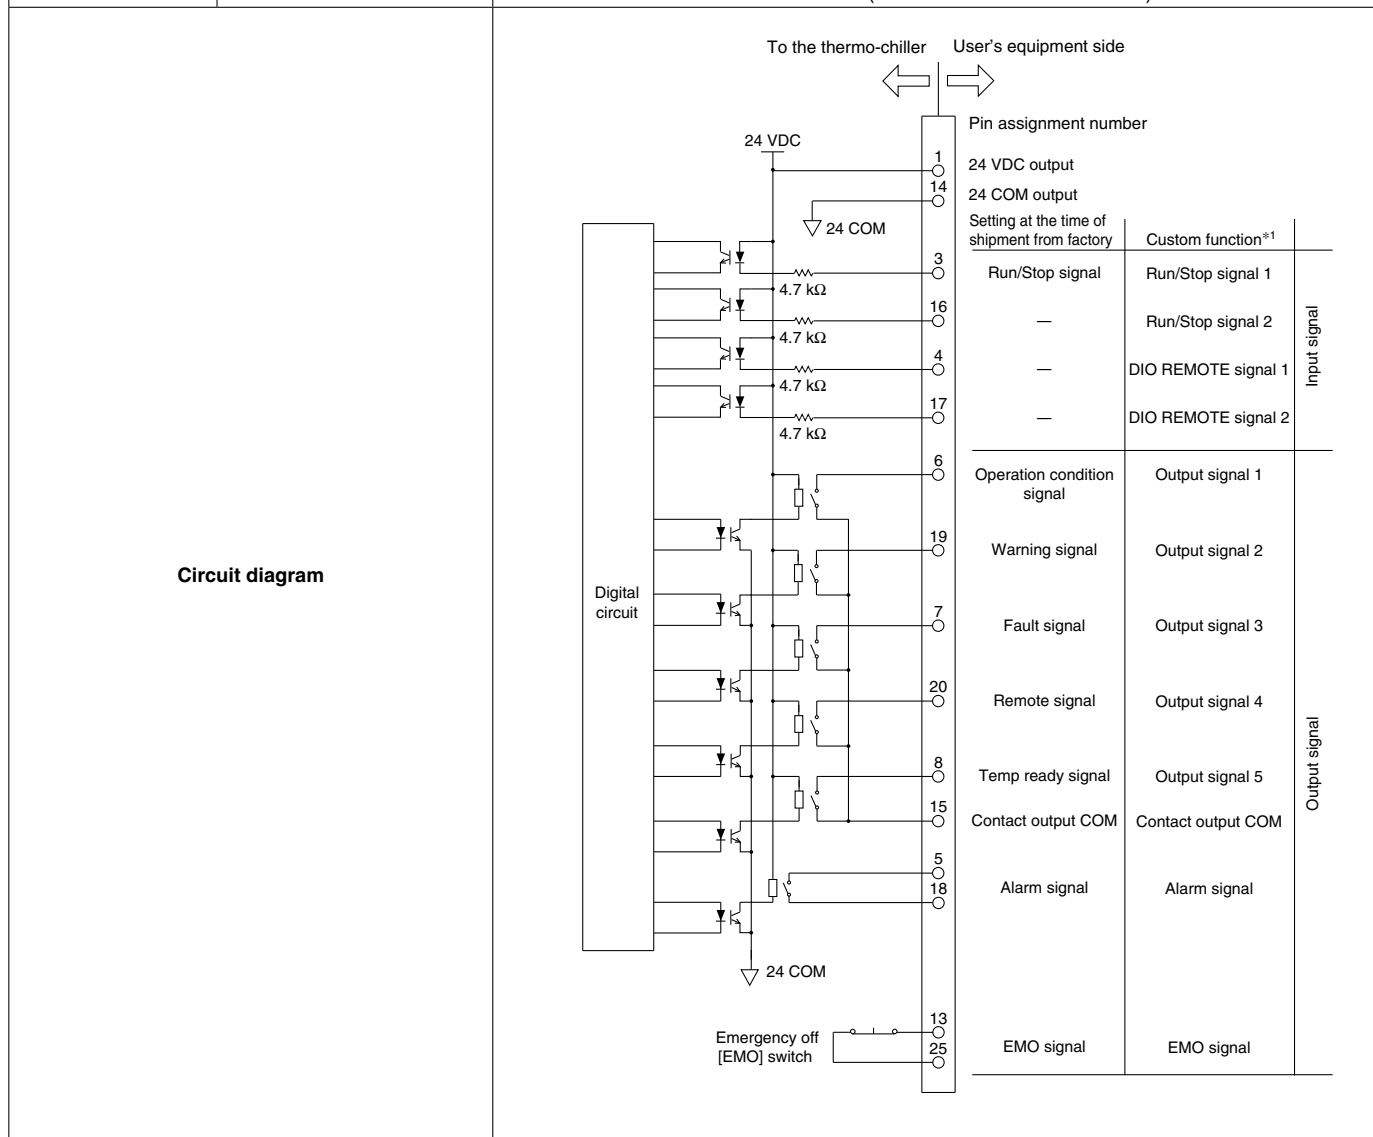 To the thermo-chiller
User's equipment side
Pin assignment number
24 VDC
1
24 VDC output
14
24 COM output
24 COM
Setting at the time of
shipment from factory
Custom function*1
3
Run/Stop signal
Run/Stop signal 1
4.7 kΩ
16
—
Run/Stop signal 2
4.7 kΩ
4
—
DIO REMOTE signal 1
4.7 kΩ
17
—
DIO REMOTE signal 2
4.7 kΩ
Input signal
6
Operation condition
signal
Output signal 1
19
Warning signal
Output signal 2
Circuit diagram
Digital
circuit
7
Fault signal
Output signal 3
20
Remote signal
Output signal 4
8
Temp ready signal
Output signal 5
15
Contact output COM
Contact output COM
Output signal
5
18
Alarm signal
Alarm signal
24 COM
Emergency off
[EMO] switch
13
25
EMO signal
EMO signal